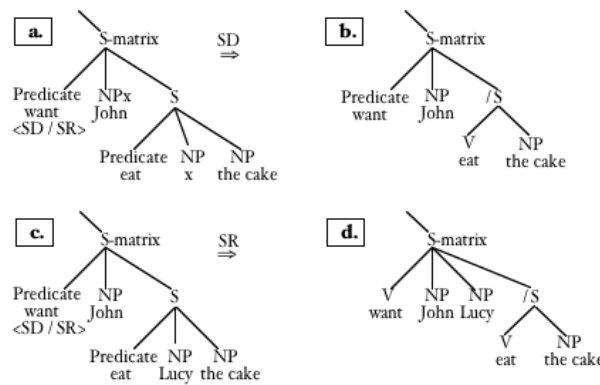 a.
S-matrix
SD
⇒
Predicate NPx S
want John
<SD / SR>
Predicate NP NP
eat x the cake
b.
S-matrix
Predicate NP /S
want John
V NP
eat the cake
c.
S-matrix
SR
⇒
Predicate NP S
want John
<SD / SR>
Predicate NP NP
eat Lucy the cake
d.
S-matrix
V NP NP /S
want John Lucy
V NP
eat the cake